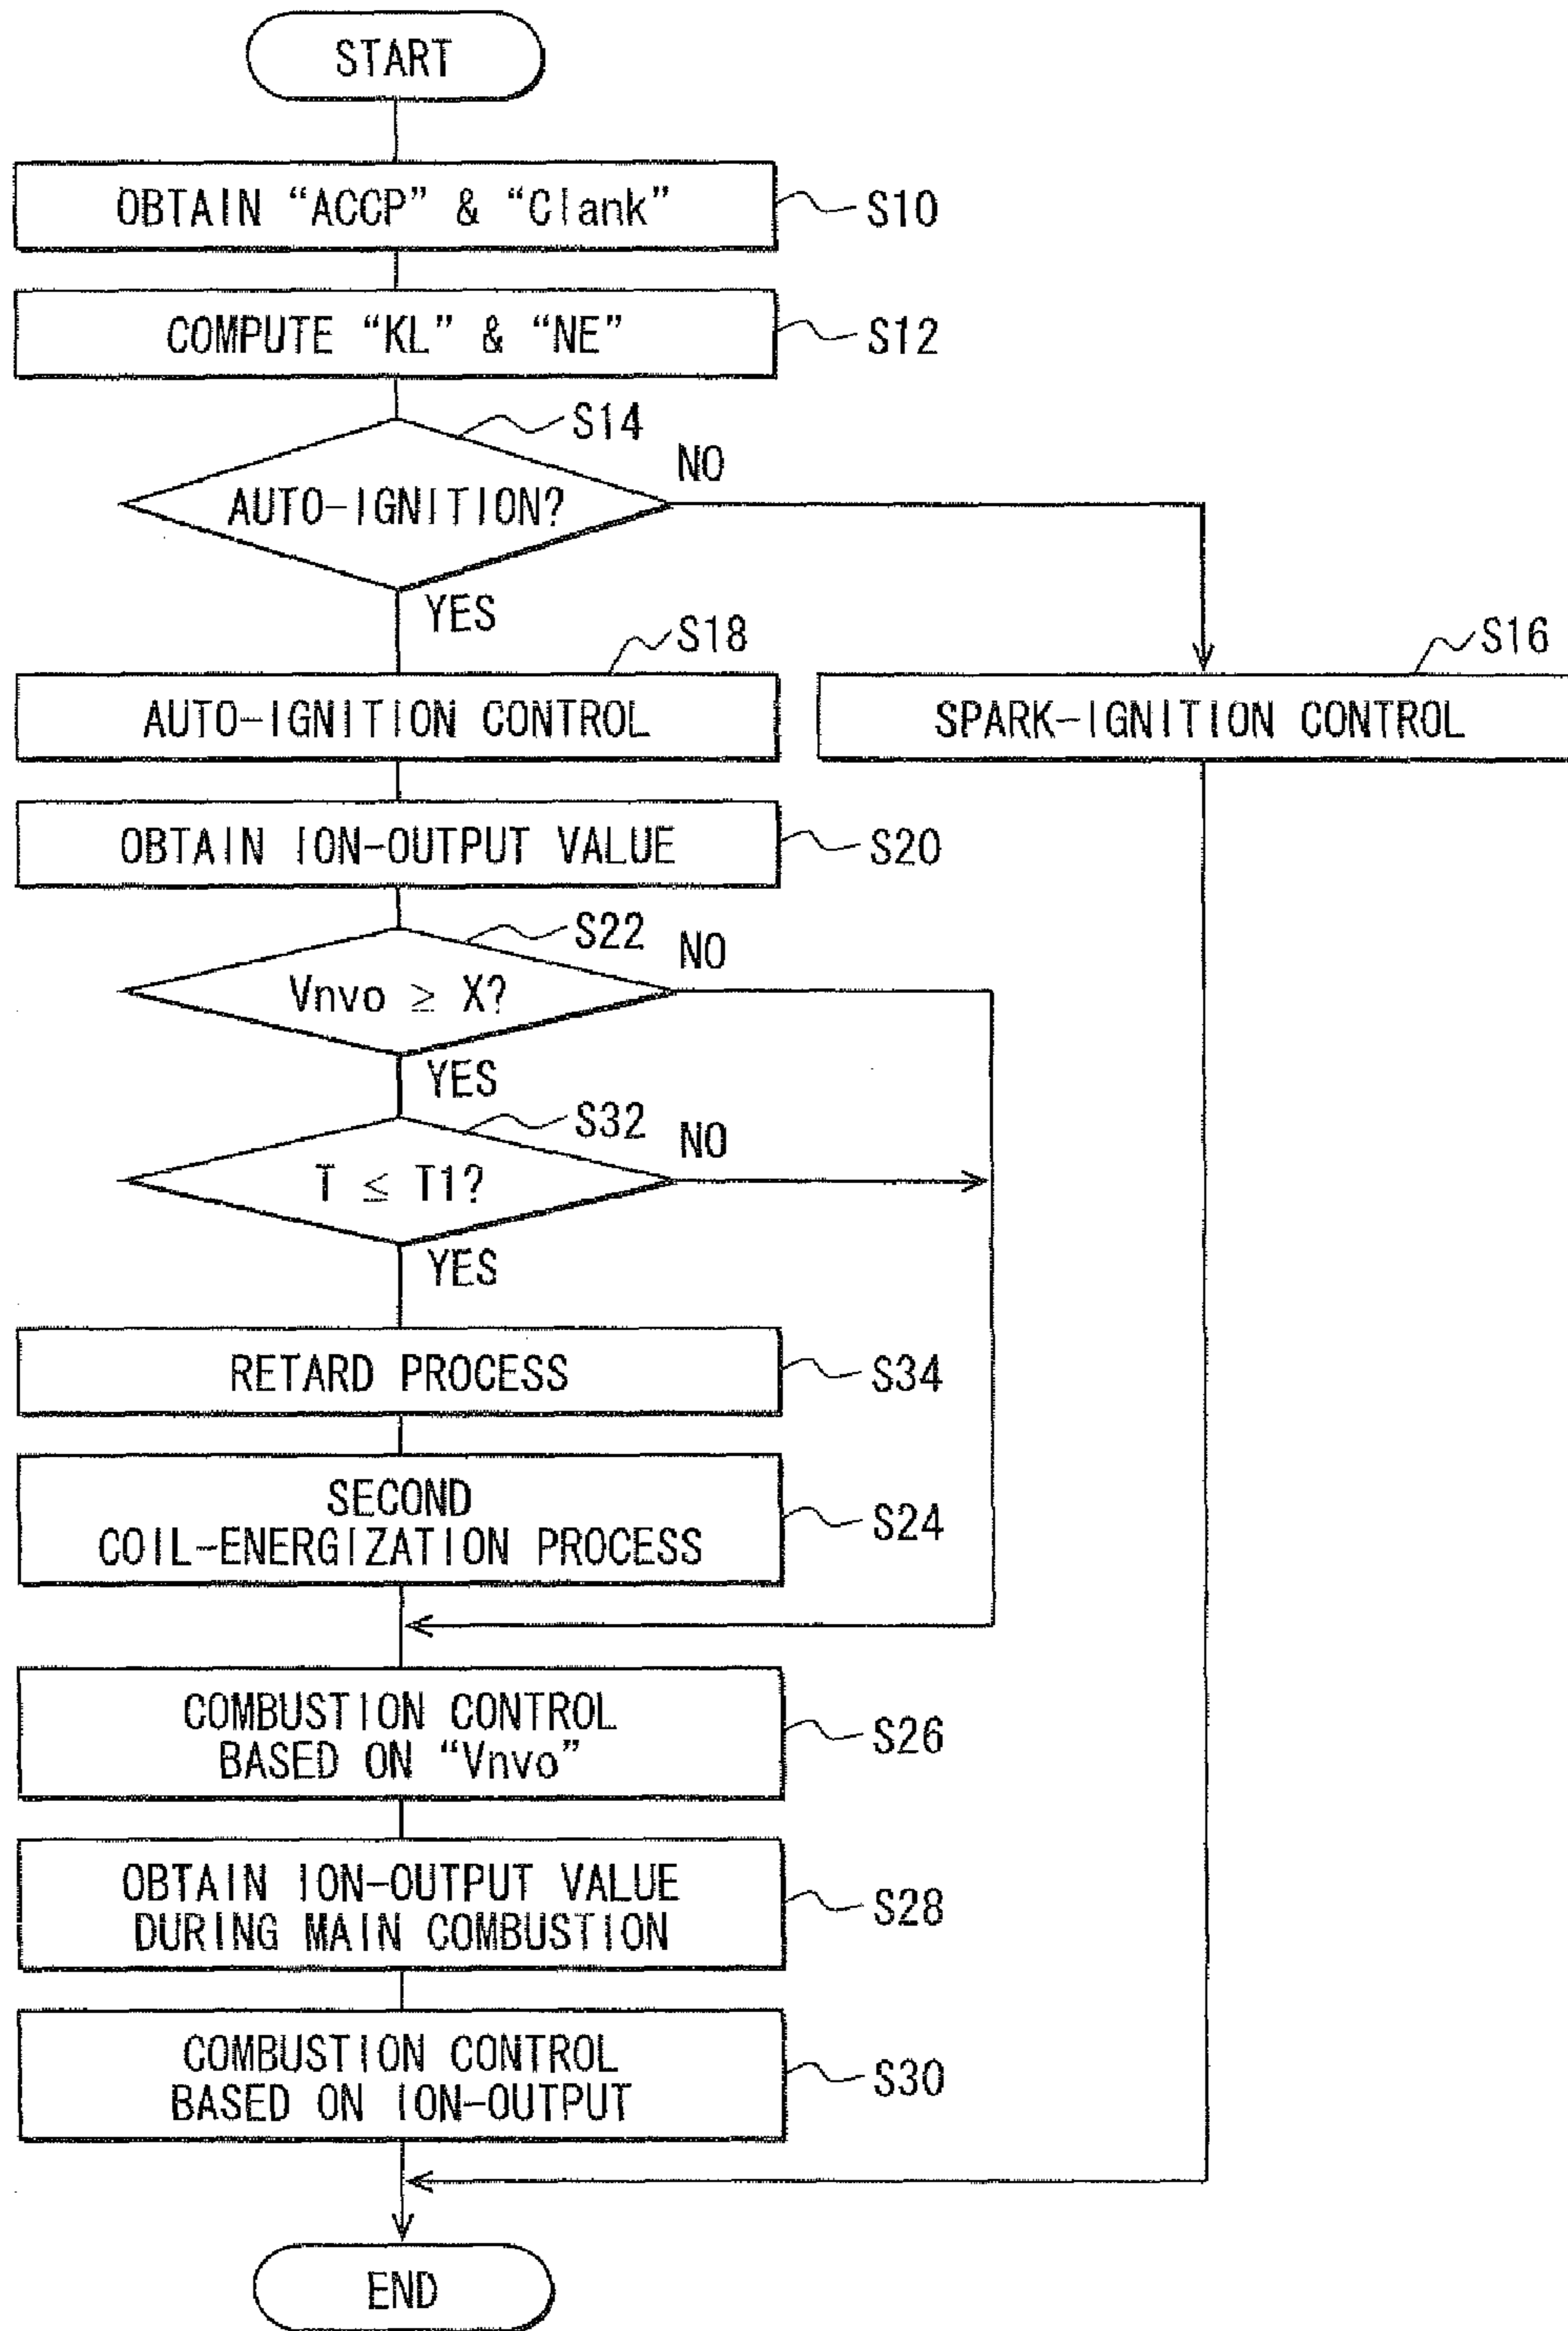 START
OBTAIN “ACCP” & “Clank”
S10
COMPUTE “KL” & “NE”
S12
S14
AUTO-IGNITION?
NO
YES
S18
S16
AUTO-IGNITION CONTROL
SPARK-IGNITION CONTROL
OBTAIN ION-OUTPUT VALUE
S20
S22
NO
Vnvo ≥ X?
YES
S32
NO
T ≤ T1?
YES
RETARD PROCESS
S34
SECOND
COIL-ENERGIZATION PROCESS
S24
COMBUSTION CONTROL
BASED ON “Vnvo”
S26
OBTAIN ION-OUTPUT VALUE
DURING MAIN COMBUSTION
S28
COMBUSTION CONTROL
BASED ON ION-OUTPUT
S30
END